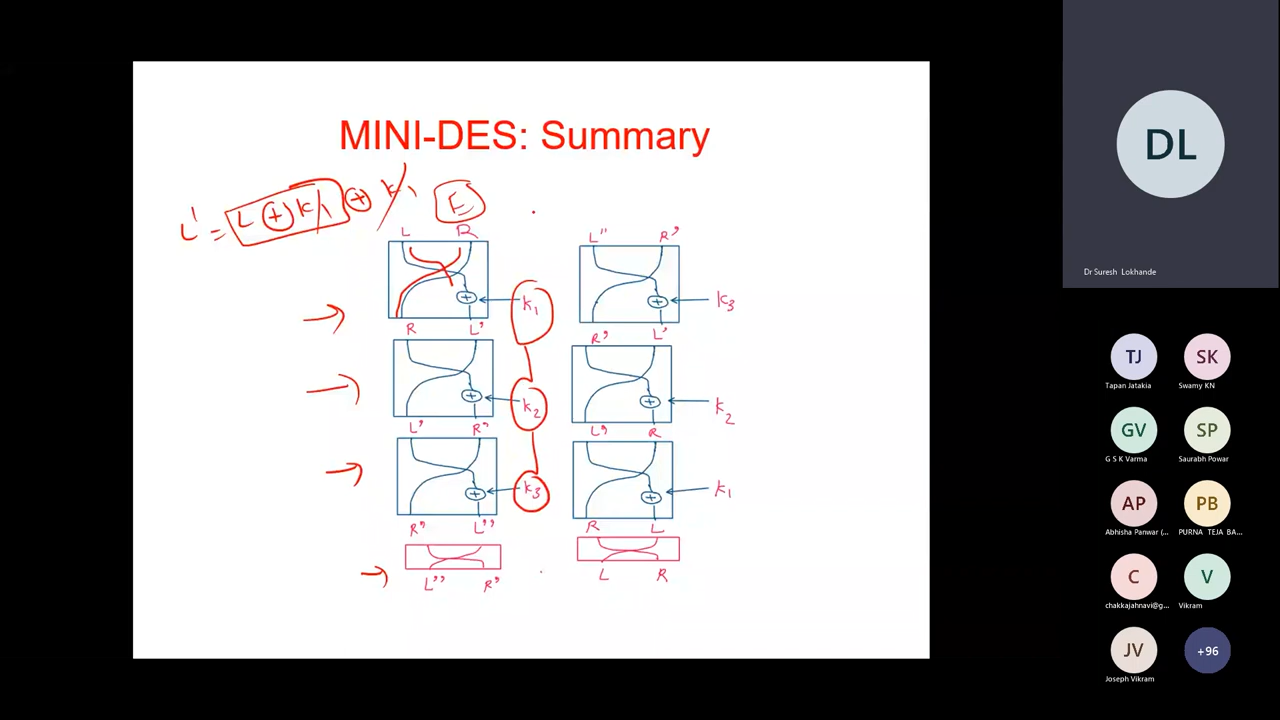 MINI-DES: Summary
L' = L ⊕ k1 ⊕ k1
E
L R
L'' R'
+ k1
+ k3
R L'
R' L'
+ k2
+ k2
L' R'
L' R
+ k3
+ k1
R' L''
R L
L'' R'
L R
DL
Dr Suresh Lokhande
TJ SK
Tapan Jatakia Swamy KN
GV SP
G S K Varma Saurabh Powar
AP PB
Abhisha Panwar (... PURNA TEJA BA...
C V
chakkajahnavi@g... Vikram
JV +96
Joseph Vikram